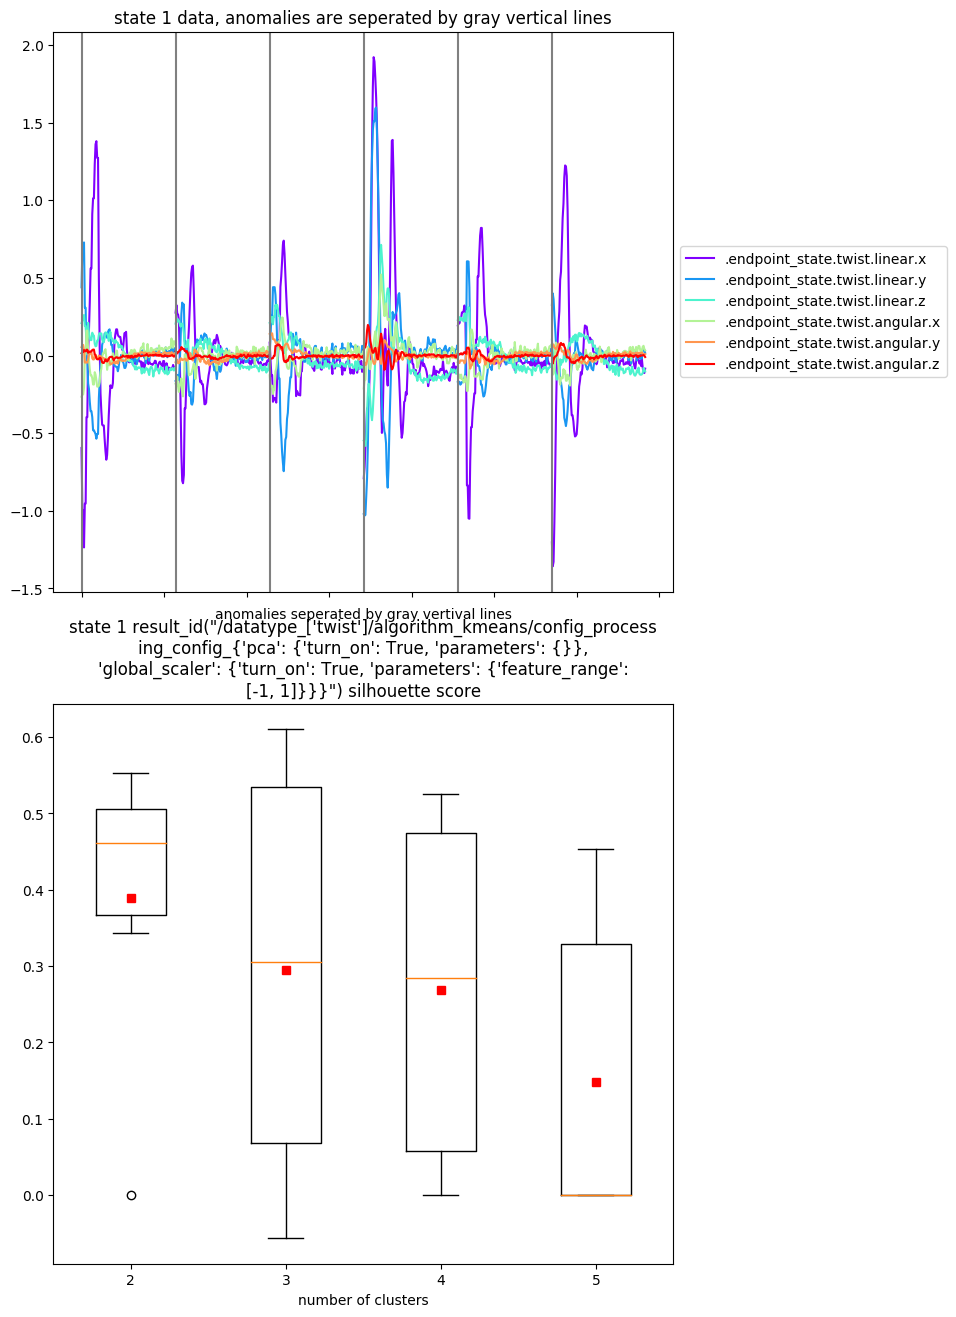 state 1 data, anomalies are seperated by gray vertical lines
2.0
1.5
1.0
0.5
0.0
−0.5
−1.0
−1.5
.endpoint_state.twist.linear.x
.endpoint_state.twist.linear.y
.endpoint_state.twist.linear.z
.endpoint_state.twist.angular.x
.endpoint_state.twist.angular.y
.endpoint_state.twist.angular.z
anomalies seperated by gray vertival lines
state 1 result_id("/datatype_['twist']/algorithm_kmeans/config_process
ing_config_{'pca': {'turn_on': True, 'parameters': {}},
'global_scaler': {'turn_on': True, 'parameters': {'feature_range':
[-1, 1]}}}") silhouette score
0.6
0.5
0.4
0.3
0.2
0.1
0.0
2 3 4 5
number of clusters